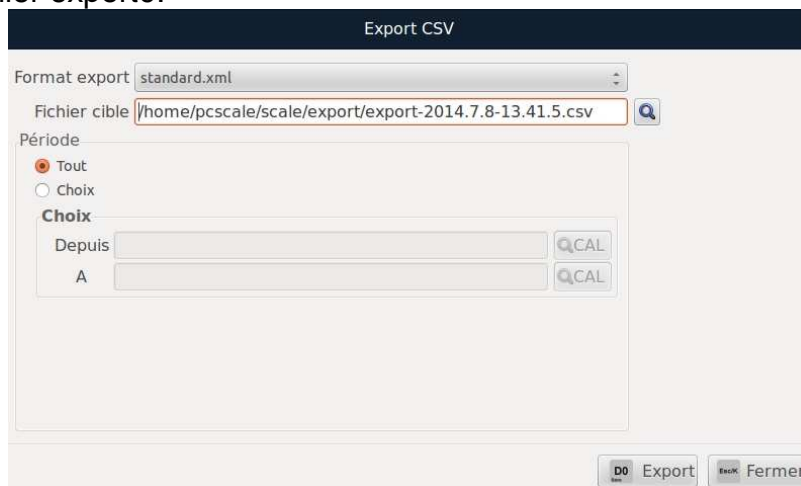 Export CSV
Format export standard.xml
Fichier cible /home/pcscale/scale/export/export-2014.7.8-13.41.5.csv
Période
Tout
Choix
Choix
Depuis CAL
A CAL
D0 Export Esc/K Fermer